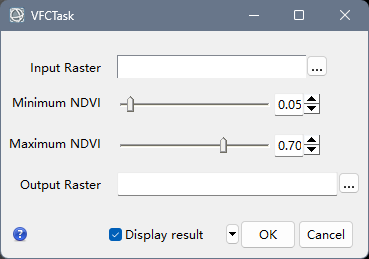 VFCTask
Input Raster
...
Minimum NDVI 0.05
Maximum NDVI 0.70
Output Raster
...
? Display result OK Cancel